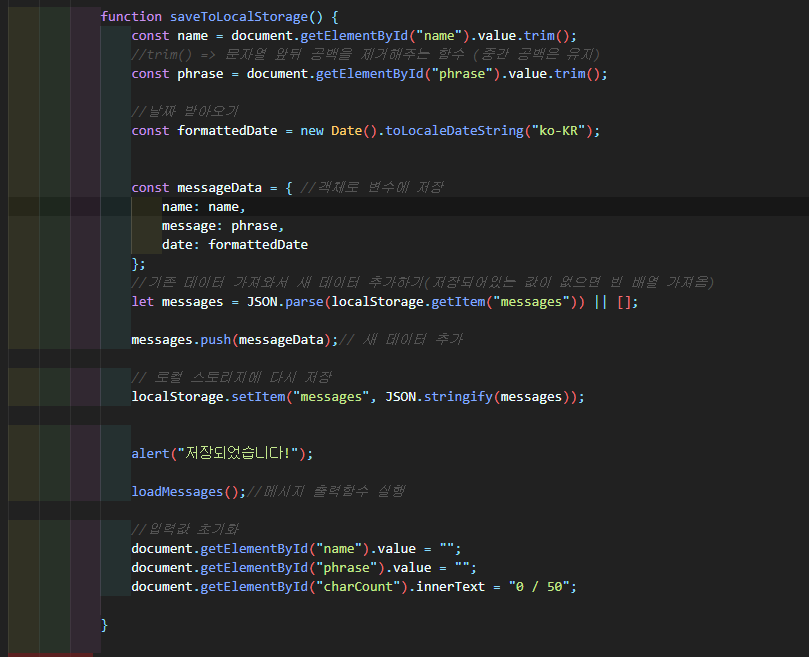 function saveToLocalStorage() {
const name = document.getElementById("name").value.trim();
//trim() => 문자열 앞뒤 공백을 제거해주는 함수 (중간 공백은 유지)
const phrase = document.getElementById("phrase").value.trim();
//날짜 받아오기
const formattedDate = new Date().toLocaleDateString("ko-KR");
const messageData = { //객체로 변수에 저장
name: name,
message: phrase,
date: formattedDate
};
//기존 데이터 가져와서 새 데이터 추가하기(저장되어있는 값이 없으면 빈 배열 가져옴)
let messages = JSON.parse(localStorage.getItem("messages")) || [];
messages.push(messageData);// 새 데이터 추가
// 로컬 스토리지에 다시 저장
localStorage.setItem("messages", JSON.stringify(messages));
alert("저장되었습니다!");
loadMessages();//메시지 출력함수 실행
//입력값 초기화
document.getElementById("name").value = "";
document.getElementById("phrase").value = "";
document.getElementById("charCount").innerText = "0 / 50";
}